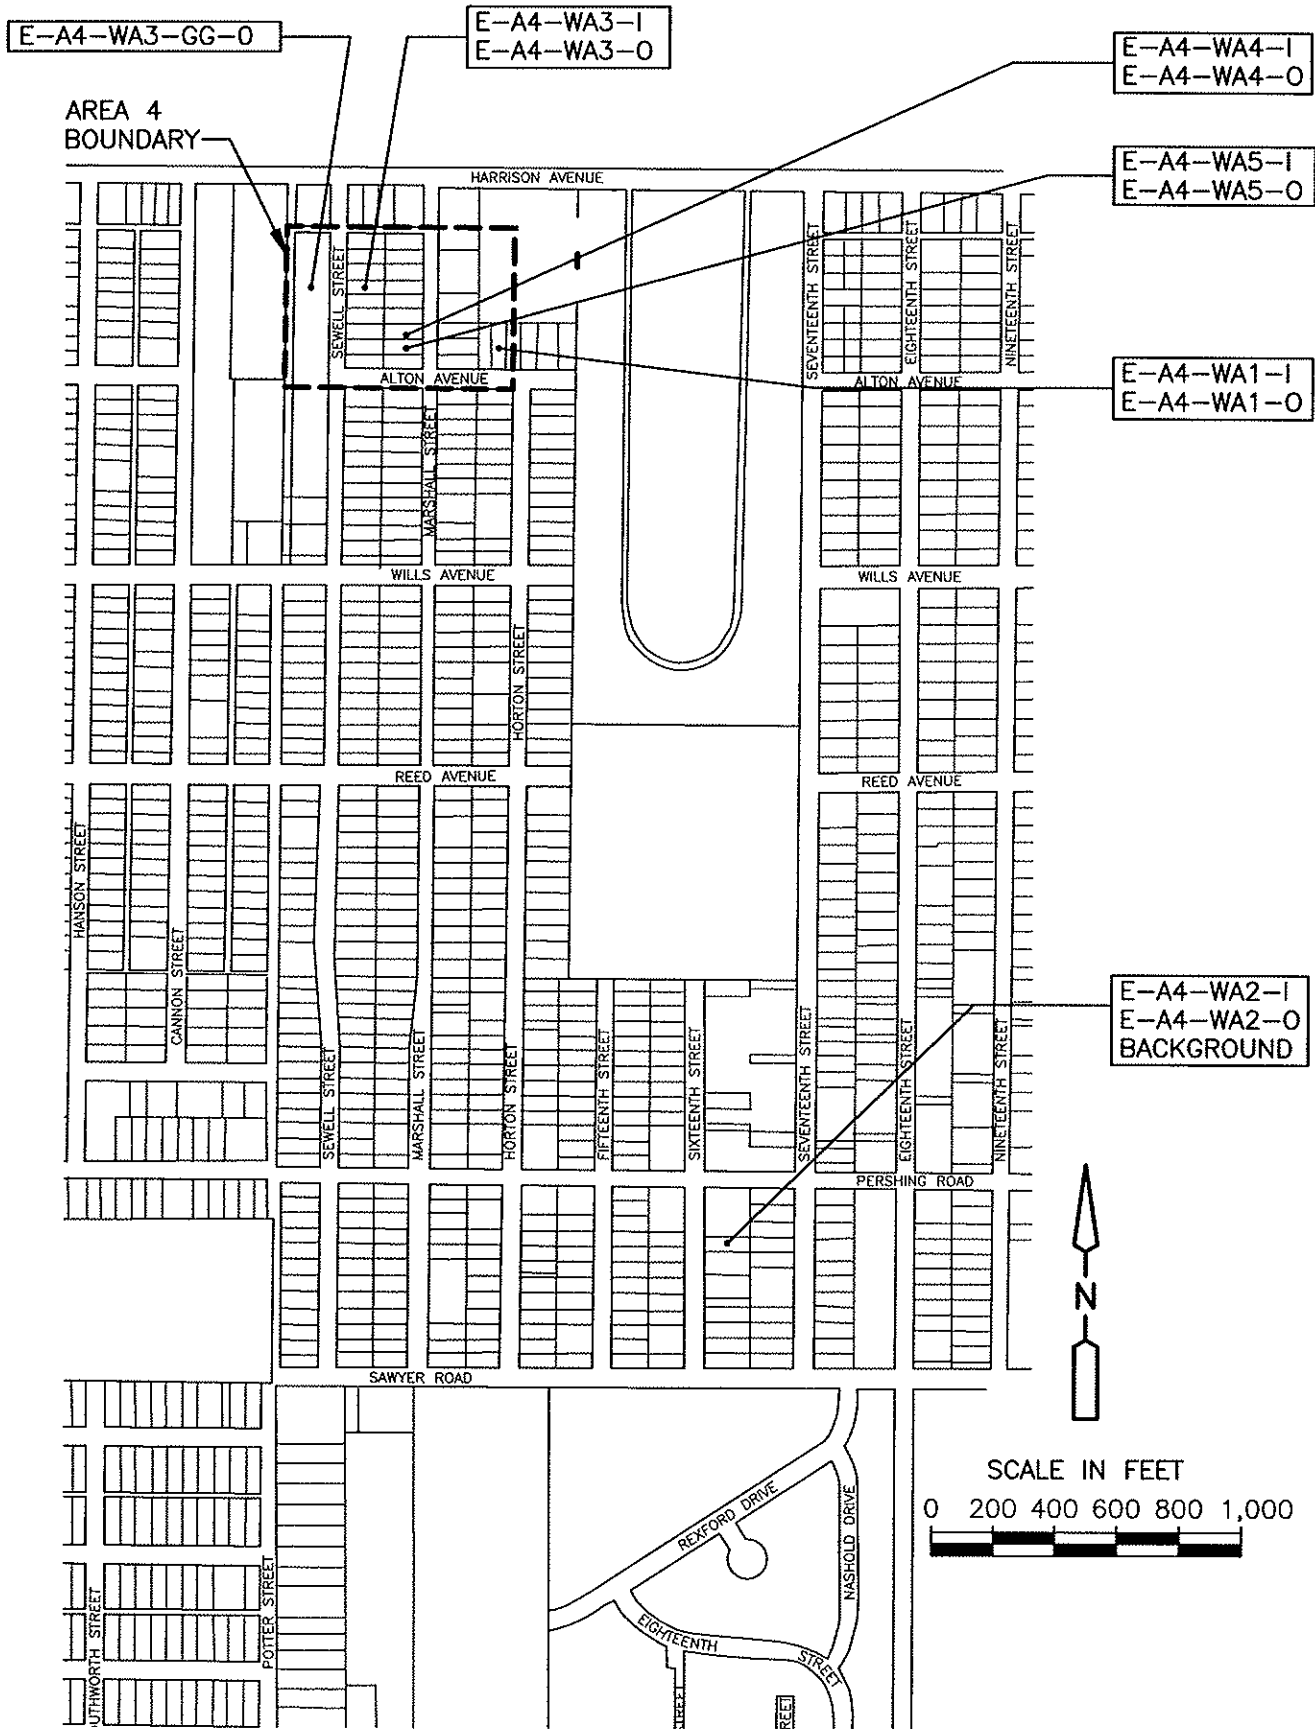 E-A4-WA3-GG-O
E-A4-WA3-I
E-A4-WA3-O
E-A4-WA4-I
E-A4-WA4-O
AREA 4
BOUNDARY
E-A4-WA5-I
E-A4-WA5-O
HARRISON AVENUE
SEWELL STREET
SEVENTEENTH STREET
EIGHTEENTH STREET
NINETEENTH STREET
E-A4-WA1-I
E-A4-WA1-O
ALTON AVENUE
ALTON AVENUE
MARSHALL STREET
WILLS AVENUE
WILLS AVENUE
HORTON STREET
REED AVENUE
REED AVENUE
HANSON STREET
CANNON STREET
E-A4-WA2-I
E-A4-WA2-O
BACKGROUND
SEWELL STREET
MARSHALL STREET
HORTON STREET
FIFTEENTH STREET
SIXTEENTH STREET
SEVENTEENTH STREET
EIGHTEENTH STREET
NINETEENTH STREET
PERSHING ROAD
N
SAWYER ROAD
SCALE IN FEET
0 200 400 600 800 1,000
REXFORD DRIVE
NASHOLD DRIVE
EIGHTEENTH STREET
POTTER STREET
OUTHWORTH STREET
TREET
REET